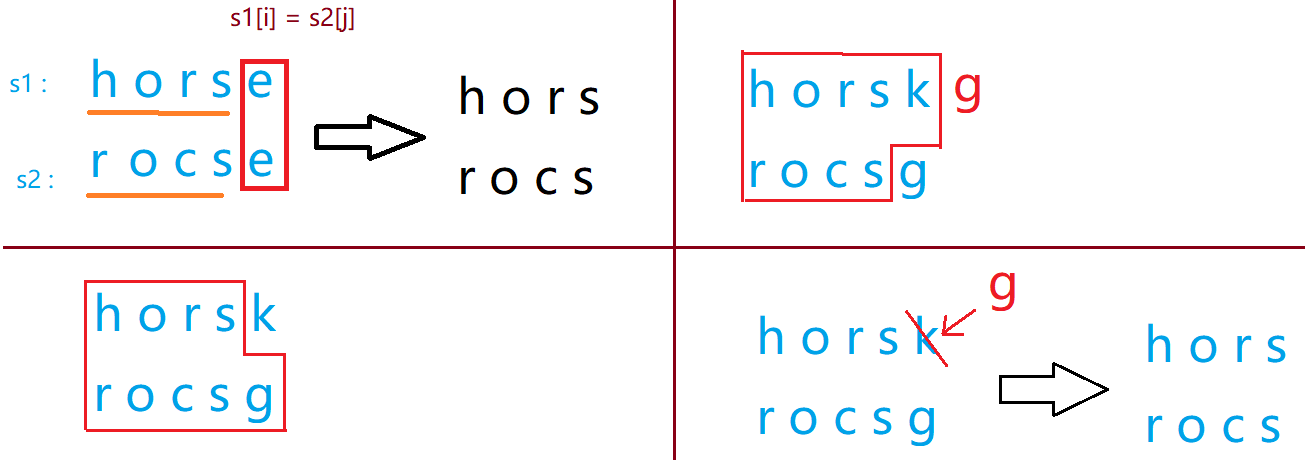 s1[i] = s2[j]
s1 : h o r s e
s2 : r o c s e
h o r s
r o c s
h o r s k g
r o c s g
h o r s k
r o c s g
g
h o r s k
r o c s g
h o r s
r o c s